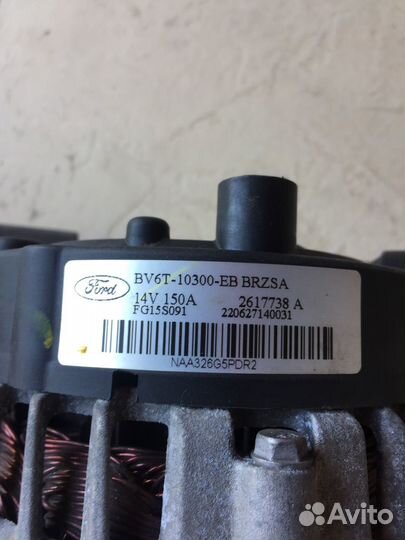 Ford
BV6T-10300-EB BRZSA
14V 150A 2617738 A
FG15S091 220627140031
NAA326G5PDR2
Avito